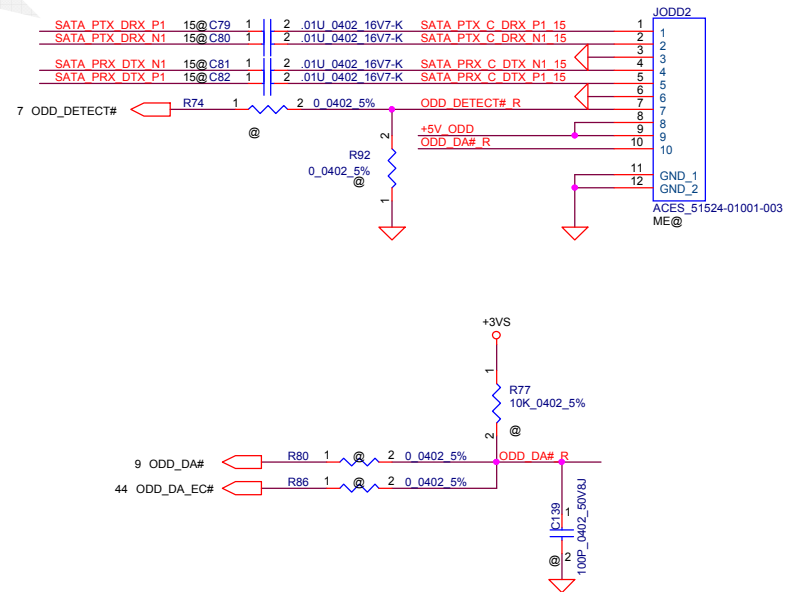 JODD2
SATA_PTX_DRX_P1 15@ C79 1 2 .01U_0402_16V7-K SATA_PTX_C_DRX_P1_15 1 1
SATA_PTX_DRX_N1 15@ C80 1 2 .01U_0402_16V7-K SATA_PTX_C_DRX_N1_15 2 2
3 3
SATA_PRX_DTX_N1 15@ C81 1 2 .01U_0402_16V7-K SATA_PRX_C_DTX_N1_15 4 4
SATA_PRX_DTX_P1 15@ C82 1 2 .01U_0402_16V7-K SATA_PRX_C_DTX_P1_15 5 5
6 6
7 ODD_DETECT# R74 1 2 0_0402_5% ODD_DETECT#_R 7 7
@
8 8
+5V_ODD 9 9
ODD_DA#_R 10 10
2
R92
0_0402_5%
@
1
11 GND_1
12 GND_2
ACES_51524-01001-003
ME@
+3VS
1
R77
10K_0402_5%
@
2
9 ODD_DA# R80 1 @ 2 0_0402_5% ODD_DA#_R
44 ODD_DA_EC# R86 1 @ 2 0_0402_5%
C139
1
100P_0402_50V8J
@
2